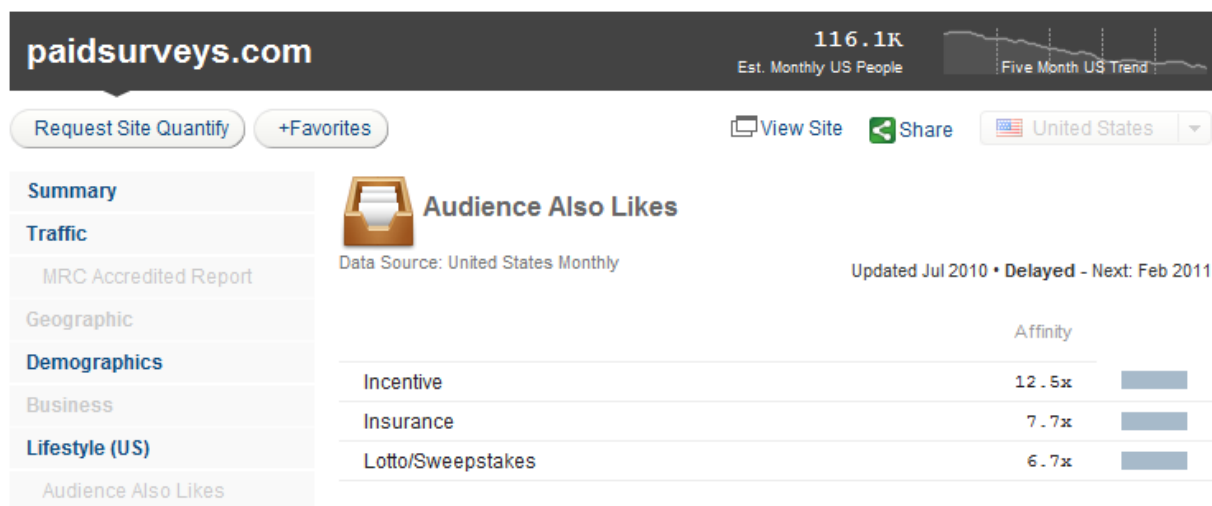 paidsurveys.com
116.1K
Est. Monthly US People
Five Month US Trend
Request Site Quantify
+Favorites
View Site
Share
United States
Summary
Traffic
MRC Accredited Report
Geographic
Demographics
Business
Lifestyle (US)
Audience Also Likes
Audience Also Likes
Data Source: United States Monthly
Updated Jul 2010 • Delayed - Next: Feb 2011
Affinity
Incentive 12.5x
Insurance 7.7x
Lotto/Sweepstakes 6.7x